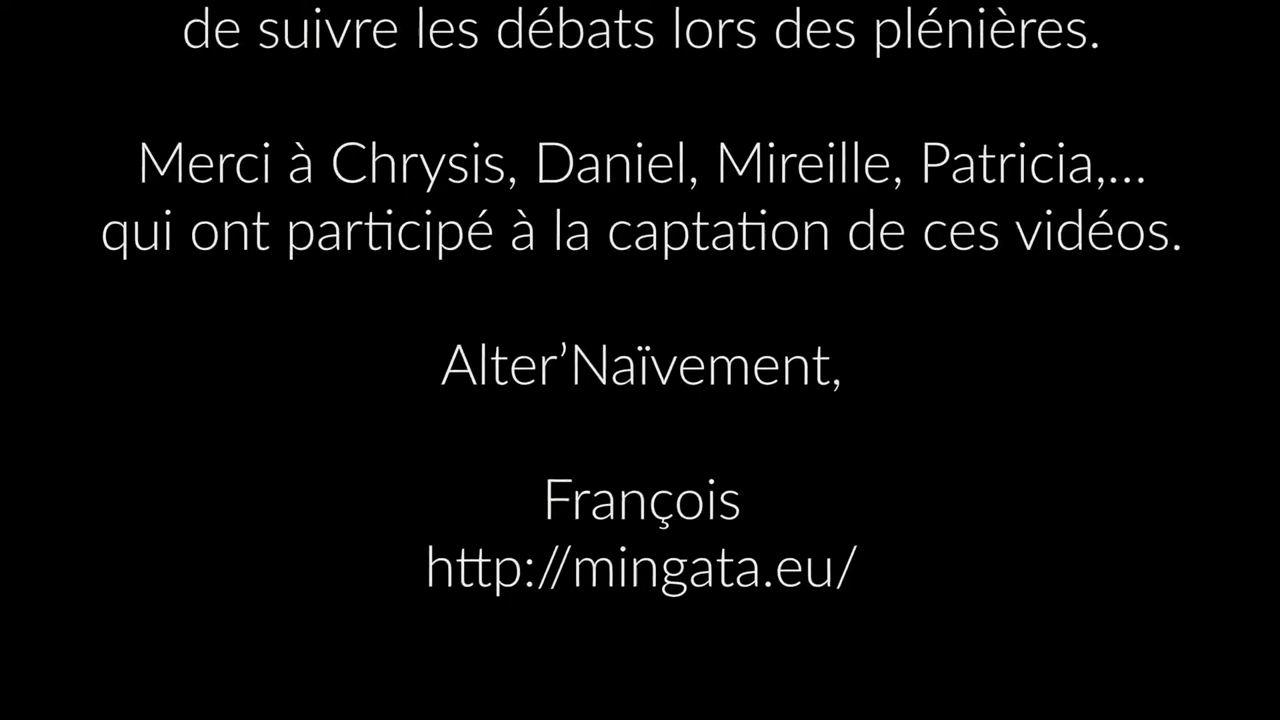 de suivre les débats lors des plénières.
Merci à Chrysis, Daniel, Mireille, Patricia,...
qui ont participé à la captation de ces vidéos.
Alter’Naïvement,
François
http://mingata.eu/